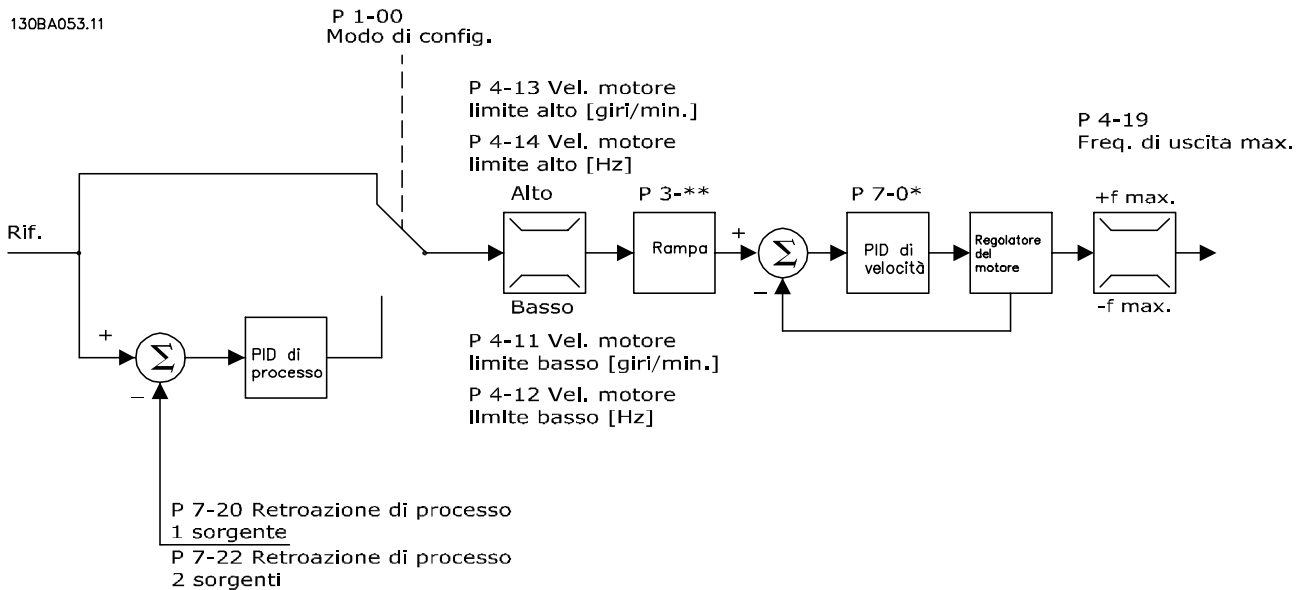 130BA053.11
P 1-00
Modo di config.
P 4-13 Vel. motore
limite alto [giri/min.]
P 4-14 Vel. motore
limite alto [Hz]
P 4-19
Freq. di uscita max.
Alto
P 3-**
P 7-0*
+f max.
Rif.
Rampa
+
Σ
−
PID di
velocità
Regolatore
del
motore
Basso
-f max.
+
Σ
−
PID di
processo
P 4-11 Vel. motore
limite basso [giri/min.]
P 4-12 Vel. motore
limite basso [Hz]
P 7-20 Retroazione di processo
1 sorgente
P 7-22 Retroazione di processo
2 sorgenti